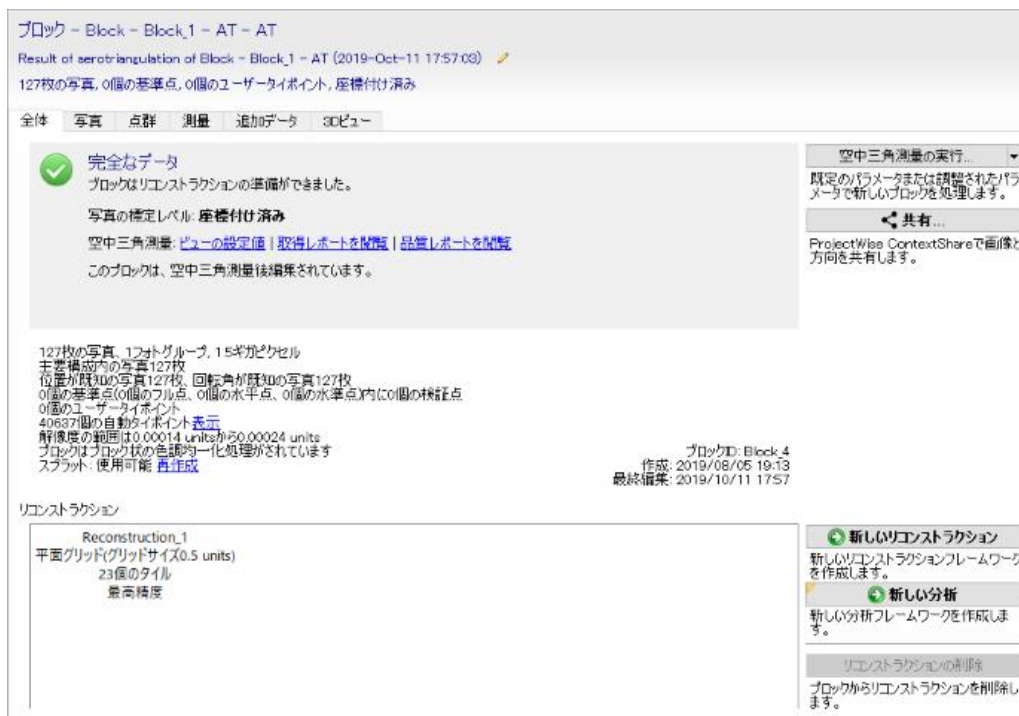 ブロック - Block - Block_1 - AT - AT
Result of aerotriangulation of Block - Block_1 - AT (2019-Oct-11 17:57:03)
127枚の写真, 0個の基準点, 0個のユーザータイポイント, 座標付け済み
全体 写真 点群 測量 追加データ 3Dビュー
完全なデータ
ブロックはリコンストラクションの準備ができました。
写真の標定レベル: 座標付け済み
空中三角測量: ビューの設定値 | 取得レポートを閲覧 | 品質レポートを閲覧
このブロックは、空中三角測量後編集されています。
空中三角測量の実行...
既定のパラメータまたは調整されたパラ
メータで新しいブロックを処理します。
共有...
ProjectWise ContextShareで画像と
方向を共有します。
127枚の写真、1フォトグループ, 1.5ギガピクセル
主要構成内の写真127枚
位置が既知の写真127枚、回転角が既知の写真127枚
0個の基準点(0個のフル点、0個の水平点、0個の水準点)内に0個の検証点
0個のユーザータイポイント
40637個の自動タイポイント表示
解像度の範囲は0.00014 unitsから0.00024 units
ブロックはブロック状の色調均一化処理がされています
スプラット: 使用可能 再作成
ブロックID: Block_4
作成: 2019/08/05 19:13
最終編集: 2019/10/11 17:57
リコンストラクション
Reconstruction_1
平面グリッド(グリッドサイズ0.5 units)
23個のタイル
最高精度
新しいリコンストラクション
新しいリコンストラクションフレームワーク
を作成します。
新しい分析
新しい分析フレームワークを作成しま
す。
リコンストラクションの削除
ブロックからリコンストラクションを削除し
ます。